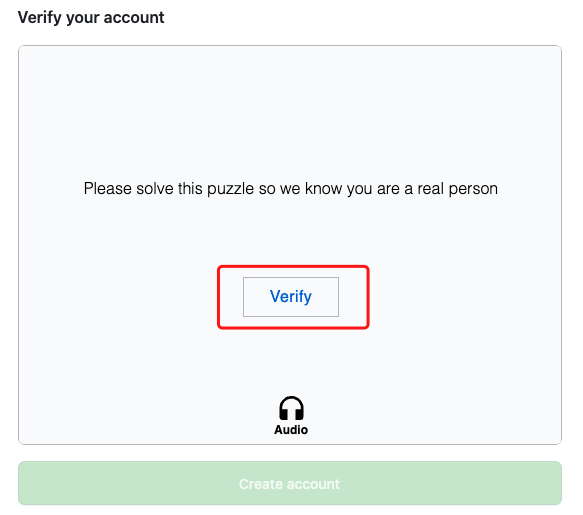 Verify your account
Please solve this puzzle so we know you are a real person
Verify
Audio
Create account